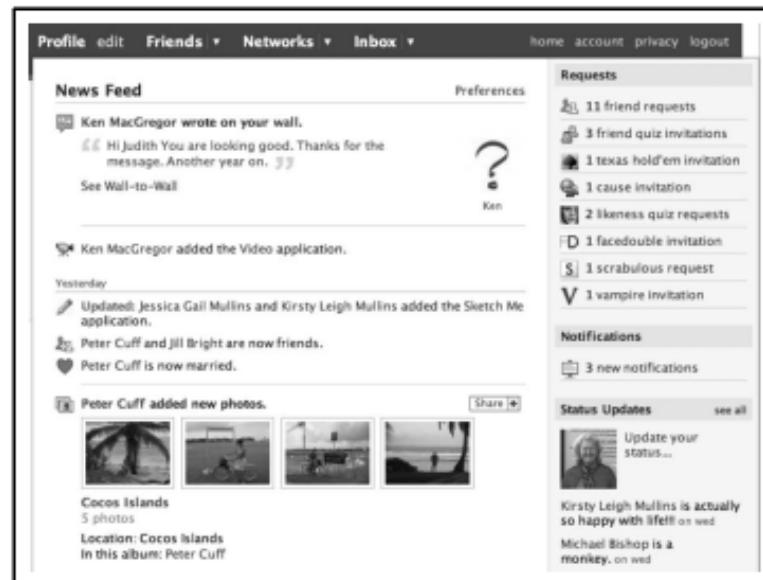 Profile edit Friends Networks Inbox home account privacy logout
News Feed Preferences
Ken MacGregor wrote on your wall.
Hi Judith You are looking good. Thanks for the
message. Another year on.
See Wall-to-Wall
Ken
Ken MacGregor added the Video application.
Yesterday
Updated: Jessica Gail Mullins and Kirsty Leigh Mullins added the Sketch Me
application.
Peter Cuff and Jill Bright are now friends.
Peter Cuff is now married.
Peter Cuff added new photos. Share +
Cocos Islands
5 photos
Location: Cocos Islands
In this album: Peter Cuff
Requests
11 friend requests
3 friend quiz invitations
1 texas hold'em invitation
1 cause invitation
2 likeness quiz requests
FD 1 facedouble invitation
S 1 scrabulous request
V 1 vampire invitation
Notifications
3 new notifications
Status Updates see all
Update your
status...
Kirsty Leigh Mullins is actually
so happy with life!!! on wed
Michael Bishop is a
monkey. on wed